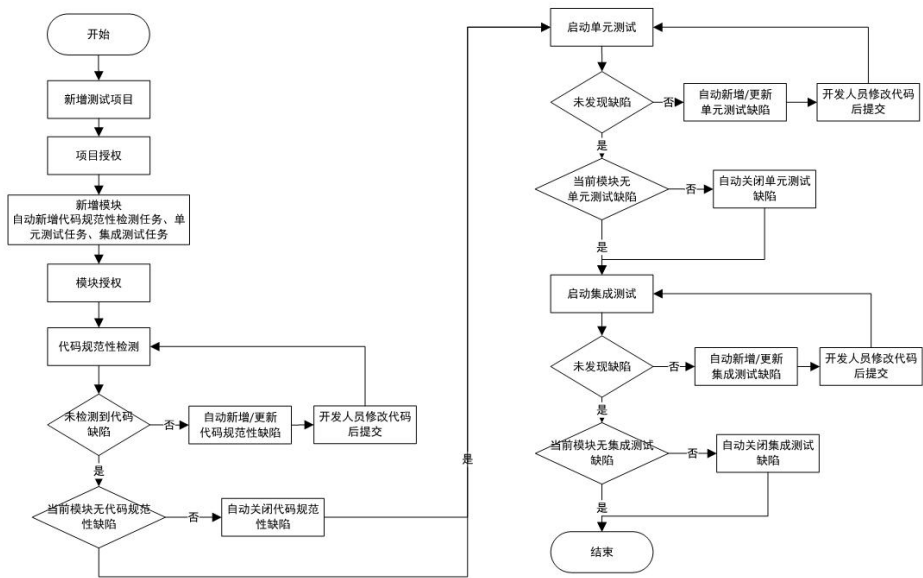 开始
新增测试项目
项目授权
新增模块
自动新增代码规范性检测任务、单
元测试任务、集成测试任务
模块授权
代码规范性检测
未检测到代码
缺陷
否
自动新增/更新
代码规范性缺陷
开发人员修改代码
后提交
是
当前模块无代码规范
性缺陷
否
自动关闭代码规范
性缺陷
是
启动单元测试
未发现缺陷
否
自动新增/更新
单元测试缺陷
开发人员修改代码
后提交
是
当前模块无
单元测试缺陷
否
自动关闭单元测试
缺陷
是
启动集成测试
未发现缺陷
否
自动新增/更新
集成测试缺陷
开发人员修改代码
后提交
是
当前模块无集成测试
缺陷
否
自动关闭集成测试
缺陷
是
结束